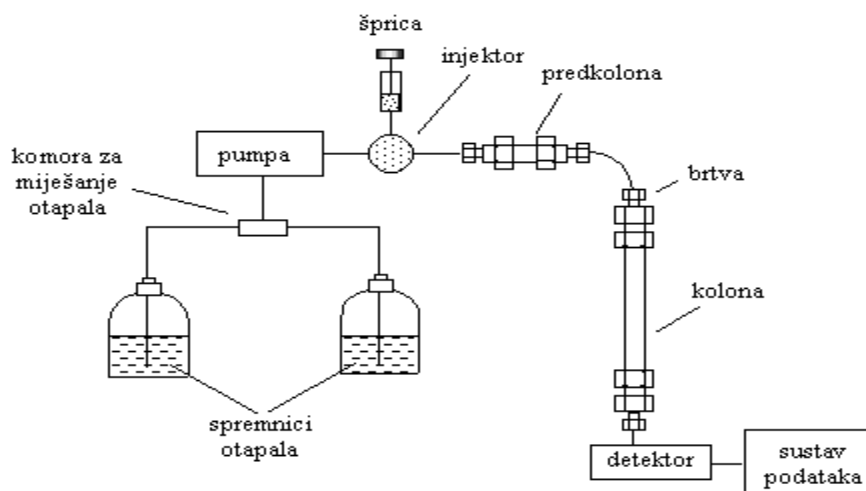 šprica
injektor
predkolona
komora za
miješanje
otapala
pumpa
brtva
kolona
spremnici
otapala
detektor
sustav
podataka